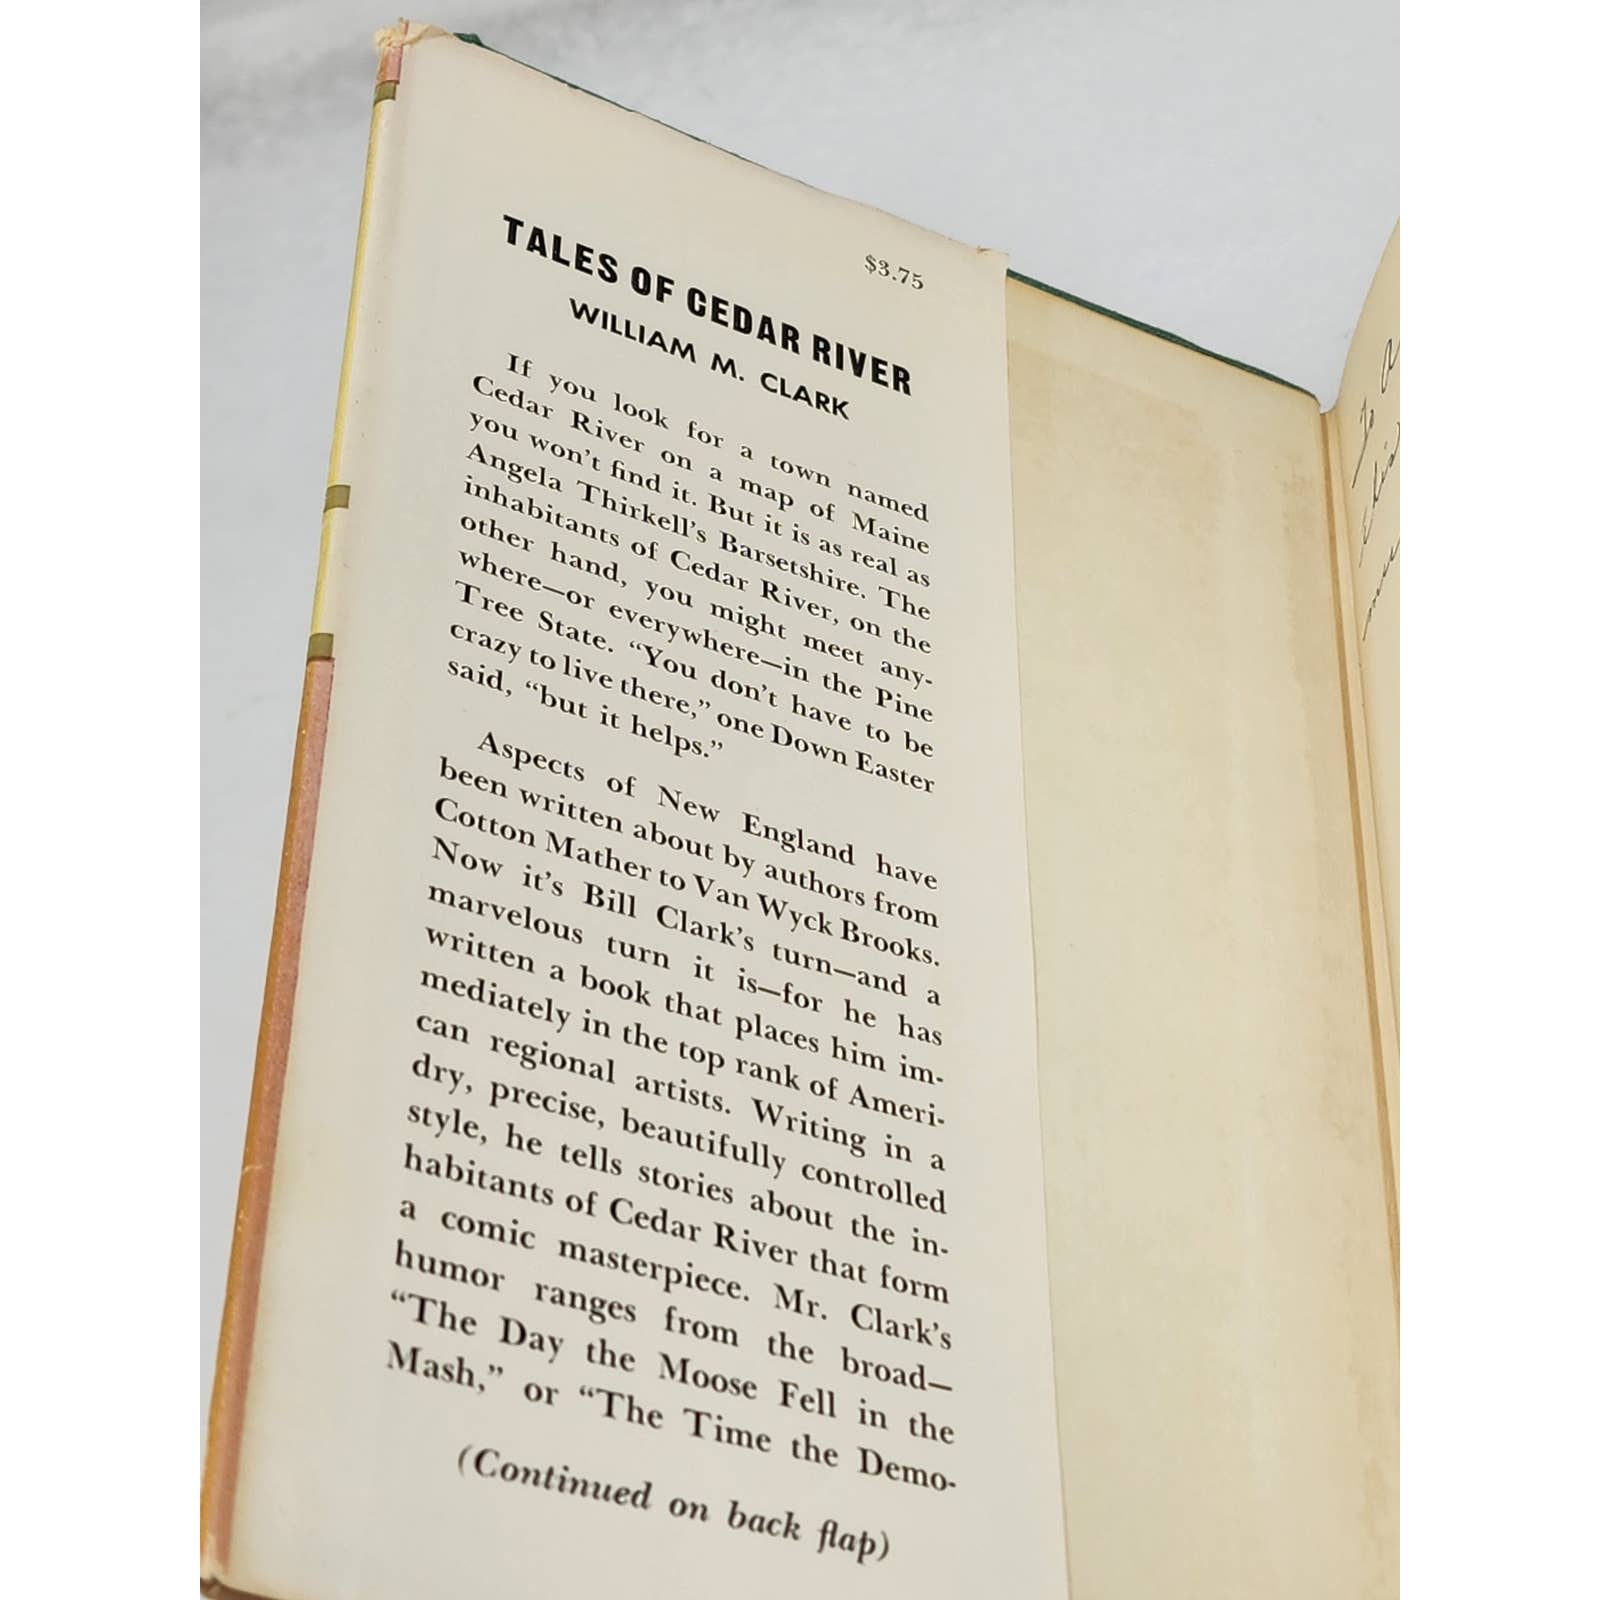 $3.75
TALES OF CEDAR RIVER
WILLIAM M. CLARK
If you look for a town named
Cedar River on a map of Maine
you won't find it. But it is as real as
Angela Thirkell's Barsetshire. The
inhabitants of Cedar River, on the
other hand, you might meet any-
where—or everywhere—in the Pine
Tree State. “You don't have to be
crazy to live there,” one Down Easter
said, “but it helps.”
Aspects of New England have
been written about by authors from
Cotton Mather to Van Wyck Brooks.
Now it's Bill Clark's turn—and a
marvelous turn it is—for he has
written a book that places him im-
mediately in the top rank of Ameri-
can regional artists. Writing in a
dry, precise, beautifully controlled
style, he tells stories about the in-
habitants of Cedar River that form
a comic masterpiece. Mr. Clark's
humor ranges from the broad—
“The Day the Moose Fell in the
Mash,” or “The Time the Demo-
(Continued on back flap)
To